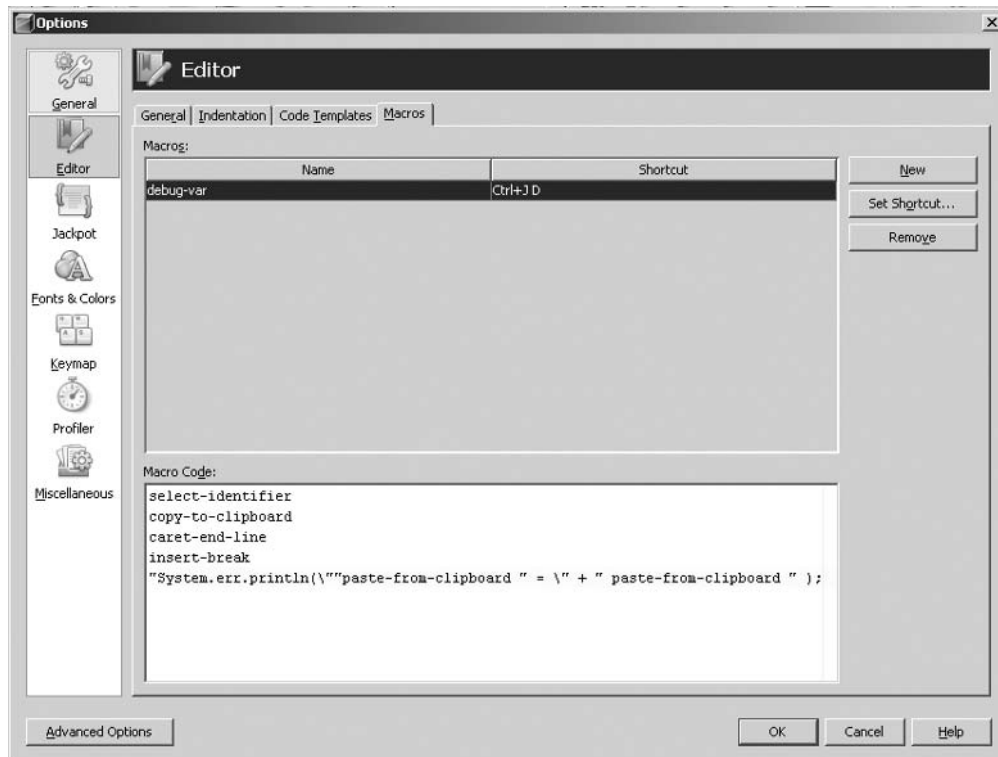 Options
General
Editor
Jackpot
Fonts & Colors
Keymap
Profiler
Miscellaneous
Editor
General Indentation Code Templates Macros
Macros:
Name Shortcut
debug-var Ctrl+J D
New
Set Shortcut...
Remove
Macro Code:
select-identifier
copy-to-clipboard
caret-end-line
insert-break
"System.err.println(\""paste-from-clipboard " = \" + " paste-from-clipboard " );
Advanced Options OK Cancel Help